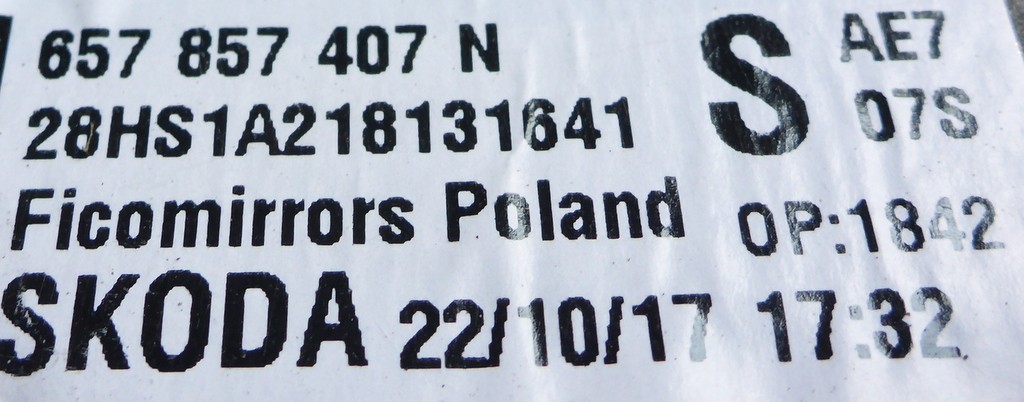 657 857 407 N S AE7
28HS1A218131641 07S
Ficomirrors Poland OP:1842
SKODA 22/10/17 17:32